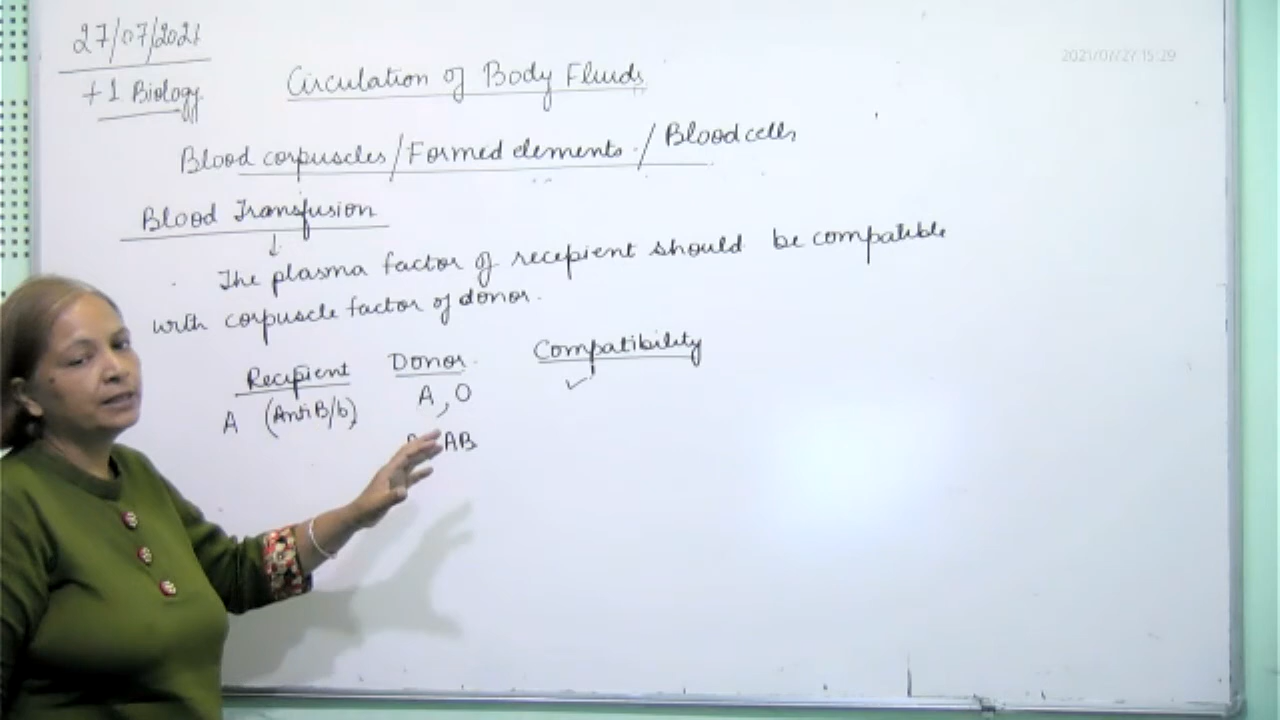 27/07/2021
2021/07/27 15:29
+1 Biology
Circulation of Body Fluids
Blood corpuscles / Formed elements / Blood cells
Blood Transfusion
The plasma factor of recepient should be compatible
with corpuscle factor of donor.
Recipient Donor Compatibility
A (Anti B/b) A, O ✓
AB